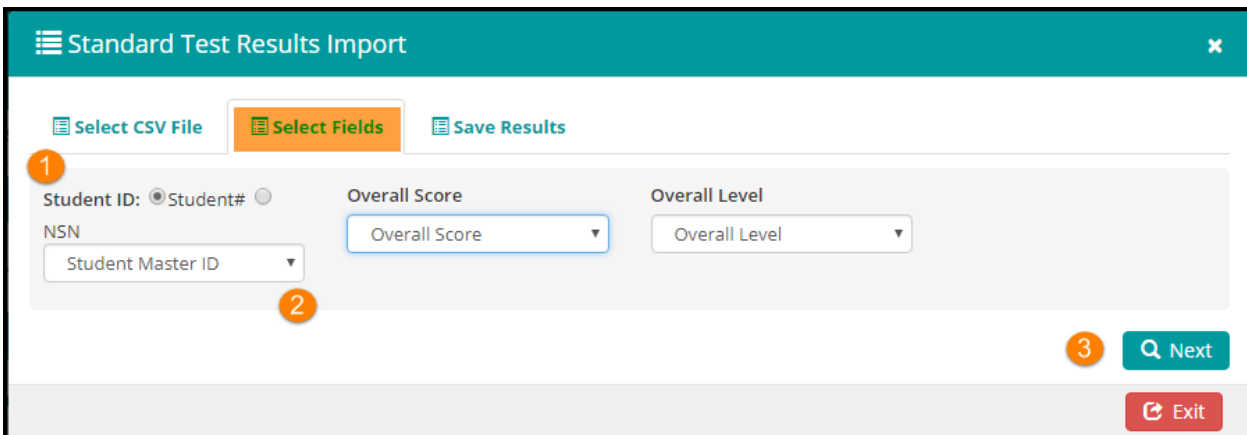 Standard Test Results Import
Select CSV File Select Fields Save Results
1
Student ID: Student# Overall Score Overall Level
NSN Overall Score Overall Level
Student Master ID
2
3 Next
Exit